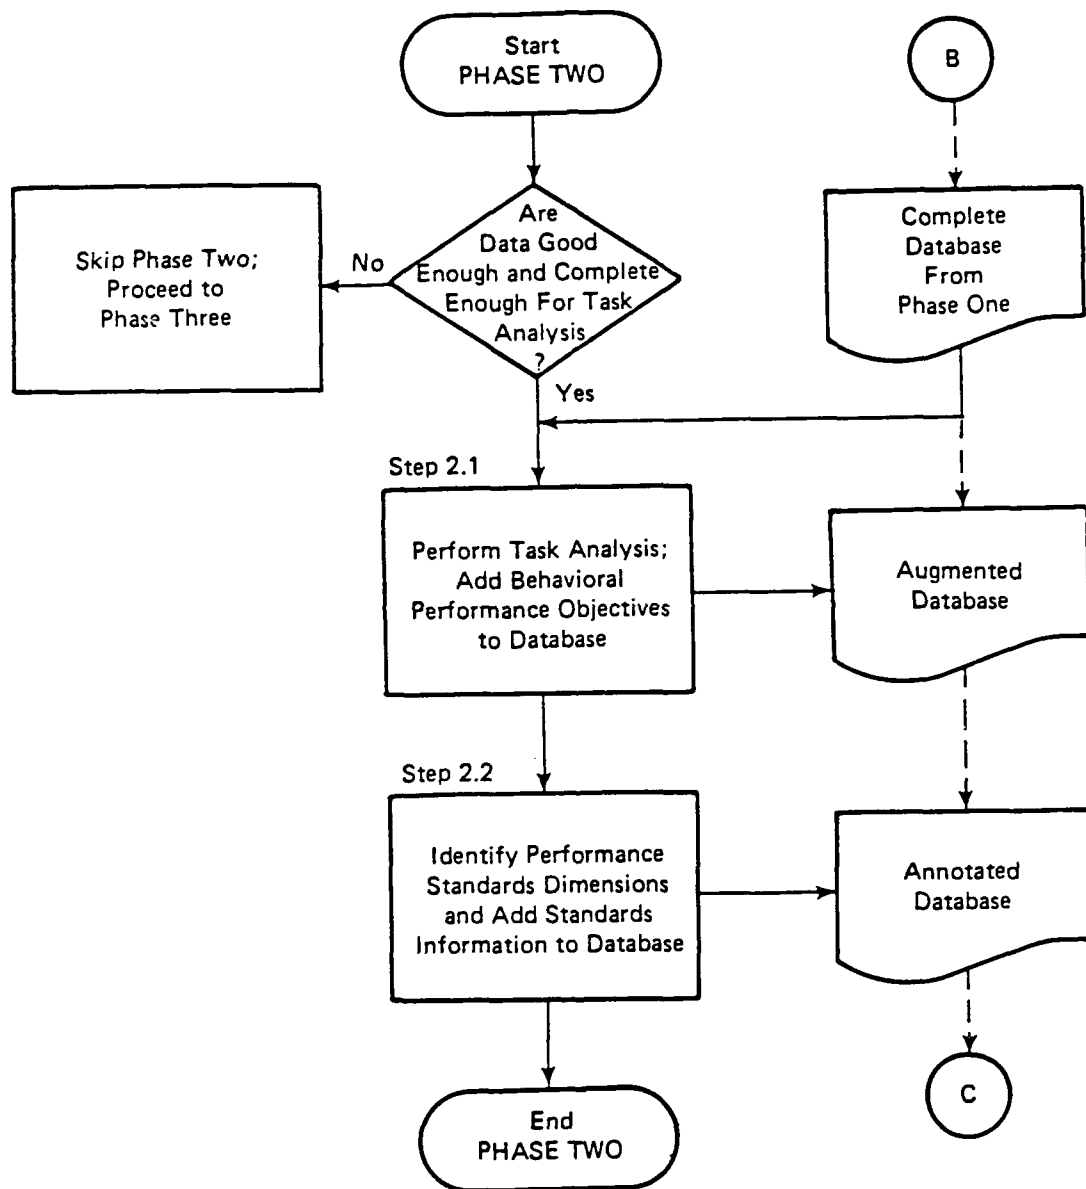 Start
PHASE TWO
B
Are
Data Good
Enough and Complete
Enough For Task
Analysis
?
No
Skip Phase Two;
Proceed to
Phase Three
Complete
Database
From
Phase One
Yes
Step 2.1
Perform Task Analysis;
Add Behavioral
Performance Objectives
to Database
Augmented
Database
Step 2.2
Identify Performance
Standards Dimensions
and Add Standards
Information to Database
Annotated
Database
C
End
PHASE TWO